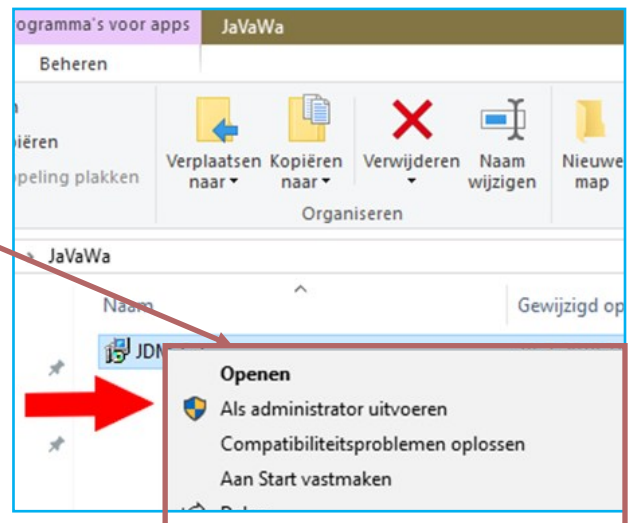 ogramma's voor apps JaVaWa
Beheren
iëren
peling plakken
Verplaatsen naar
Kopiëren naar
Verwijderen
Naam wijzigen
Nieuwe map
Organiseren
JaVaWa
Naam Gewijzigd op
Openen
Als administrator uitvoeren
Compatibiliteitsproblemen oplossen
Aan Start vastmaken